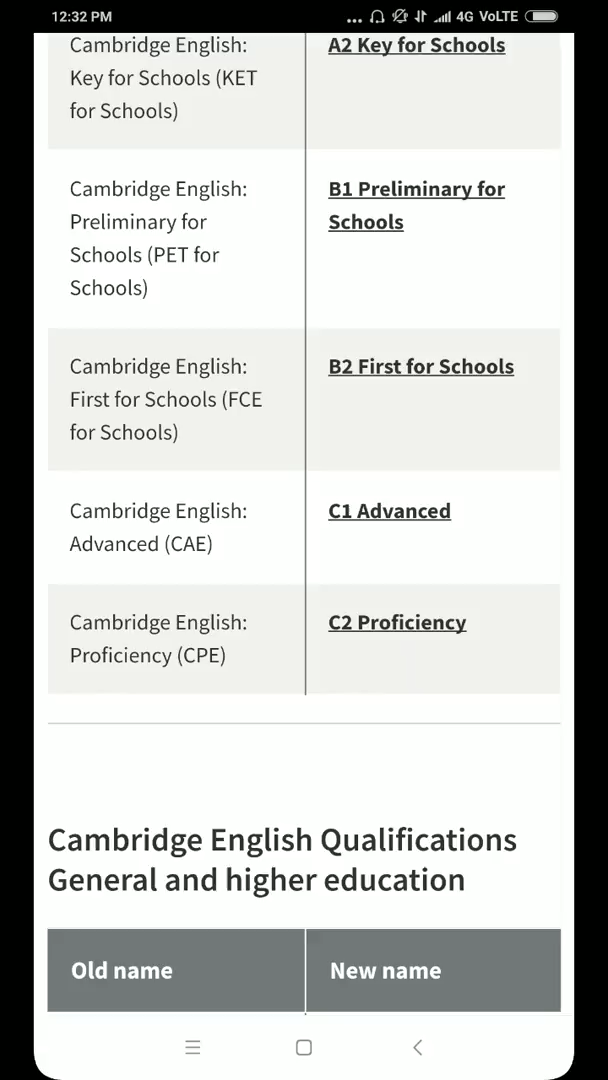 12:32 PM
... 4G VoLTE
Cambridge English:
Key for Schools (KET
for Schools)
A2 Key for Schools
Cambridge English:
Preliminary for
Schools (PET for
Schools)
B1 Preliminary for
Schools
Cambridge English:
First for Schools (FCE
for Schools)
B2 First for Schools
Cambridge English:
Advanced (CAE)
C1 Advanced
Cambridge English:
Proficiency (CPE)
C2 Proficiency
Cambridge English Qualifications
General and higher education
Old name
New name